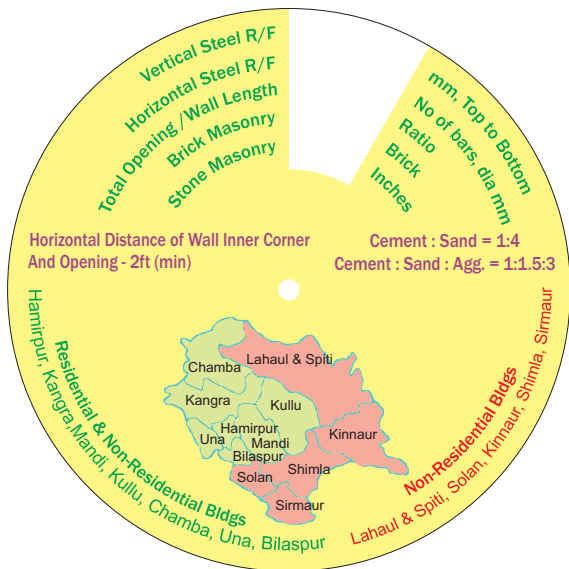 Vertical Steel R/F
Horizontal Steel R/F
Total Opening /Wall Length
Brick Masonry
Stone Masonry
mm, Top to Bottom
No of bars, dia mm
Ratio
Brick
Inches
Horizontal Distance of Wall Inner Corner
And Opening - 2ft (min)
Cement : Sand = 1:4
Cement : Sand : Agg. = 1:1.5:3
Chamba
Lahaul & Spiti
Kangra
Kullu
Hamirpur
Una
Mandi
Bilaspur
Kinnaur
Solan
Shimla
Sirmaur
Residential & Non-Residential Bldgs
Hamirpur, Kangra,Mandi, Kullu, Chamba, Una, Bilaspur
Non-Residential Bldgs
Lahaul & Spiti, Solan, Kinnaur, Shimla, Sirmaur